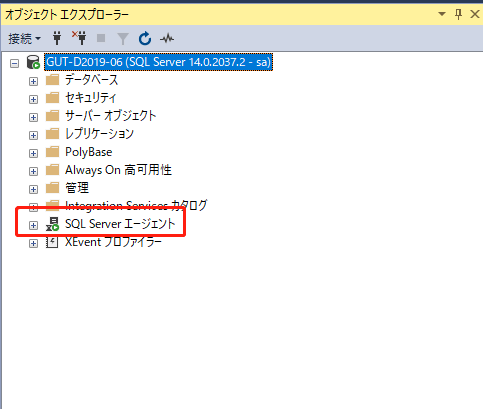 オブジェクト エクスプローラー
接続
GUT-D2019-06 (SQL Server 14.0.2037.2 - sa)
データベース
セキュリティ
サーバー オブジェクト
レプリケーション
PolyBase
Always On 高可用性
管理
Integration Services カタログ
SQL Server エージェント
XEvent プロファイラー